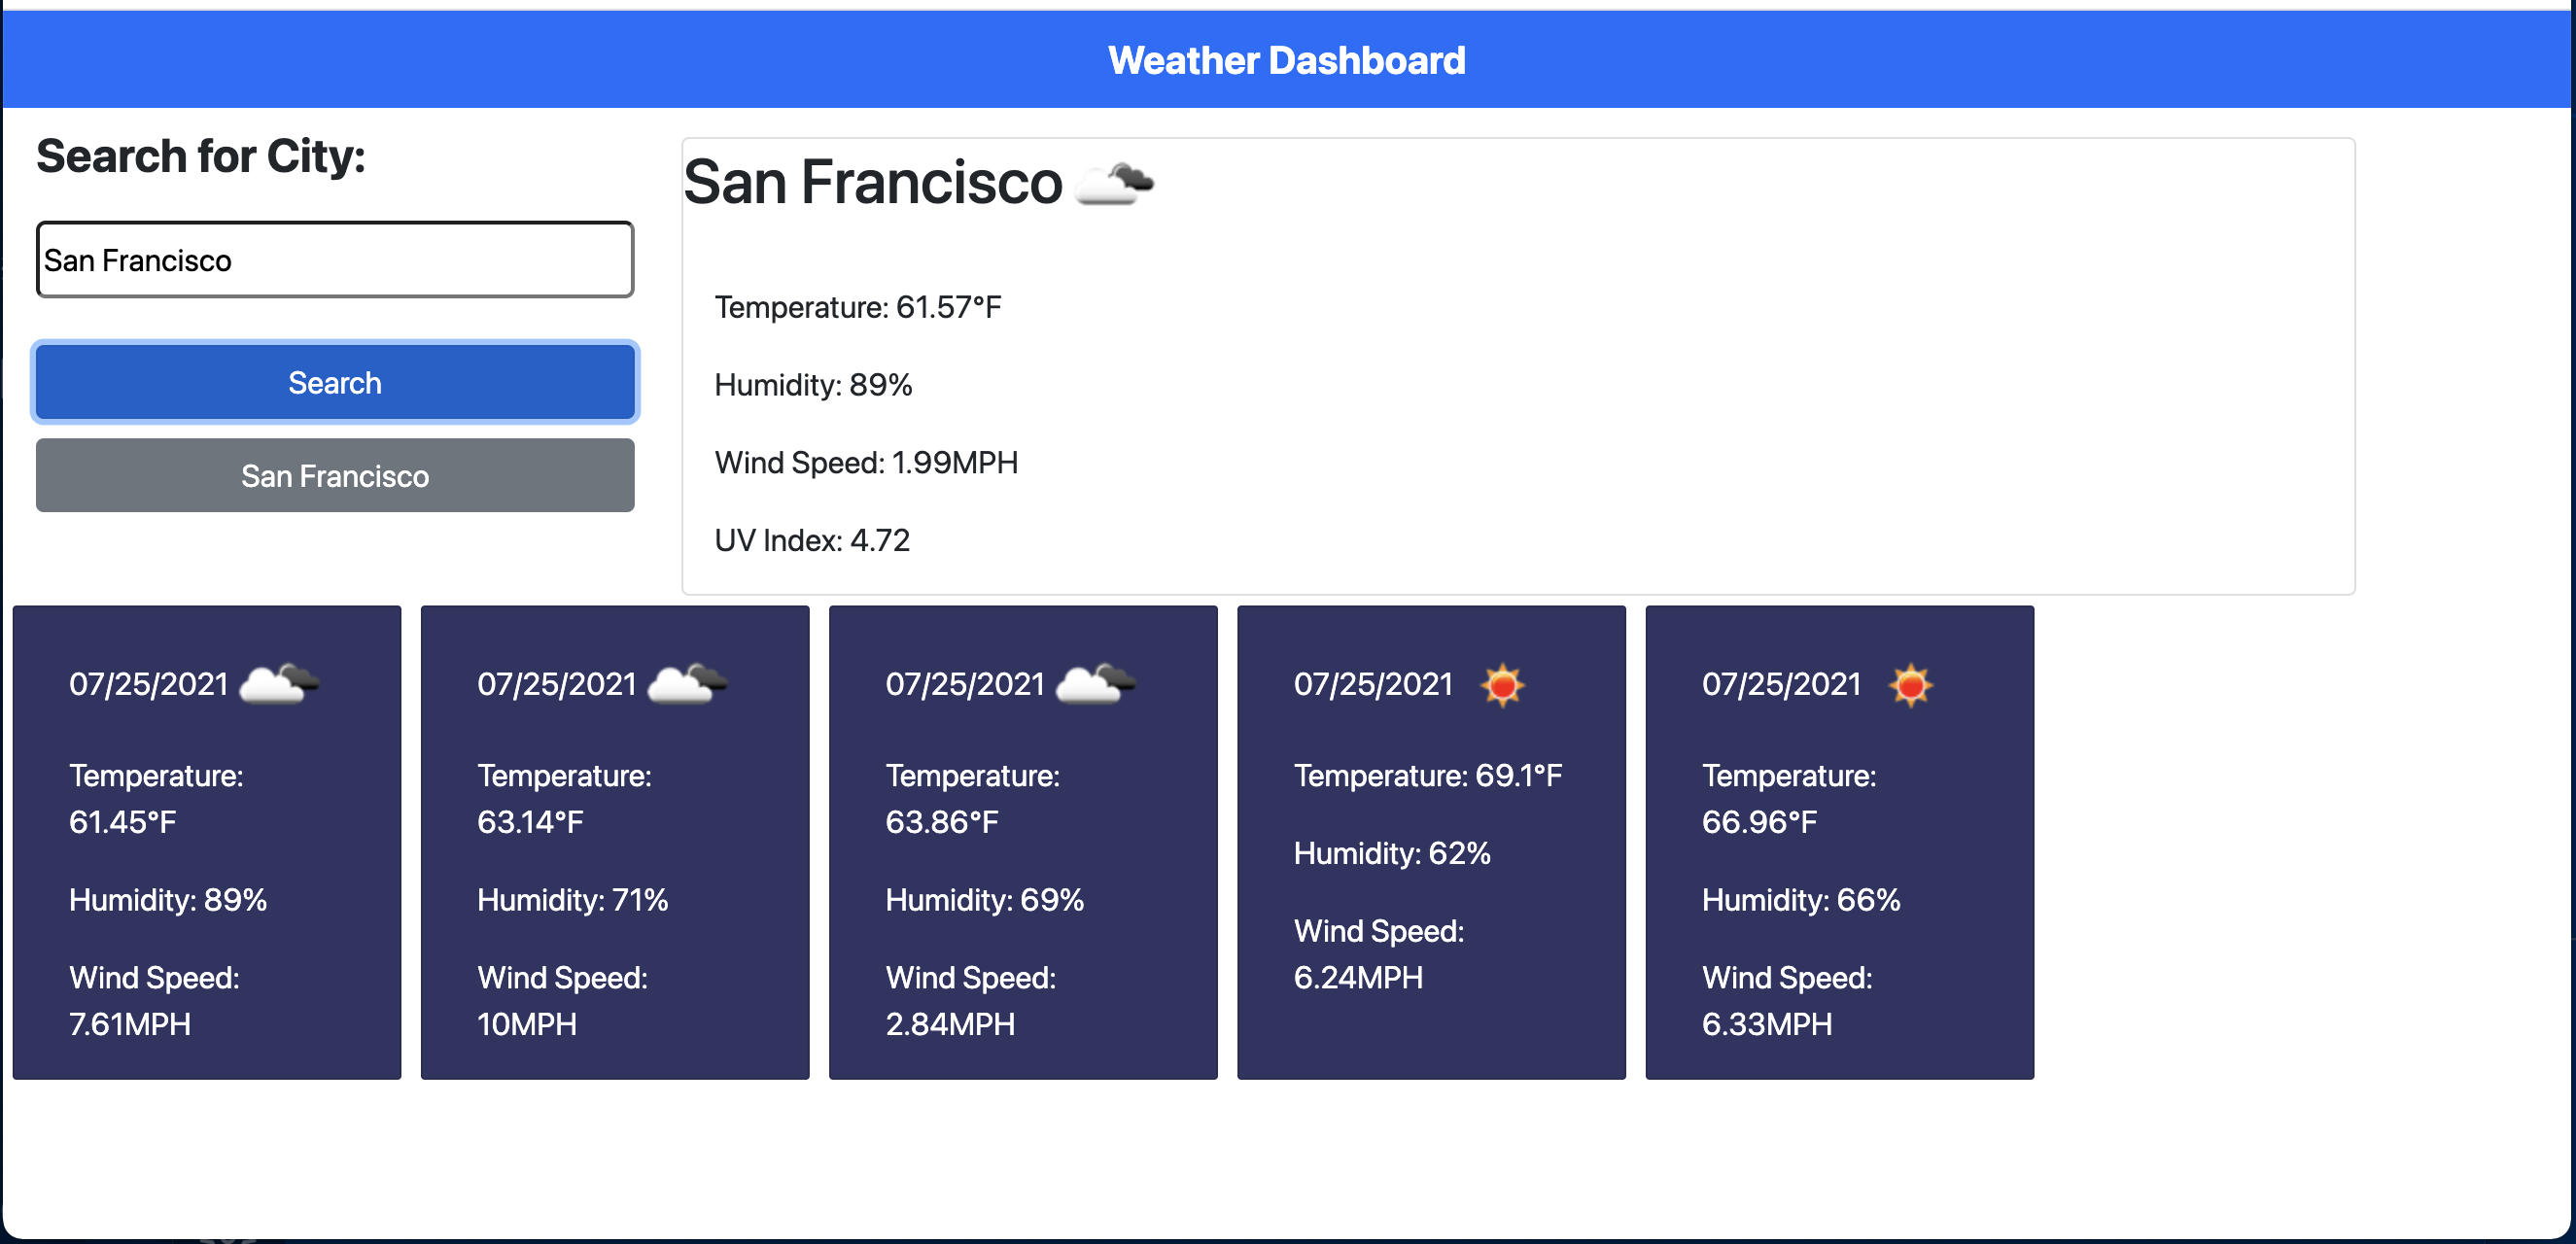 Weather Dashboard
Search for City:
San Francisco
Search
San Francisco
San Francisco
Temperature: 61.57°F
Humidity: 89%
Wind Speed: 1.99MPH
UV Index: 4.72
07/25/2021
Temperature:
61.45°F
Humidity: 89%
Wind Speed:
7.61MPH
07/25/2021
Temperature:
63.14°F
Humidity: 71%
Wind Speed:
10MPH
07/25/2021
Temperature:
63.86°F
Humidity: 69%
Wind Speed:
2.84MPH
07/25/2021
Temperature: 69.1°F
Humidity: 62%
Wind Speed:
6.24MPH
07/25/2021
Temperature:
66.96°F
Humidity: 66%
Wind Speed:
6.33MPH